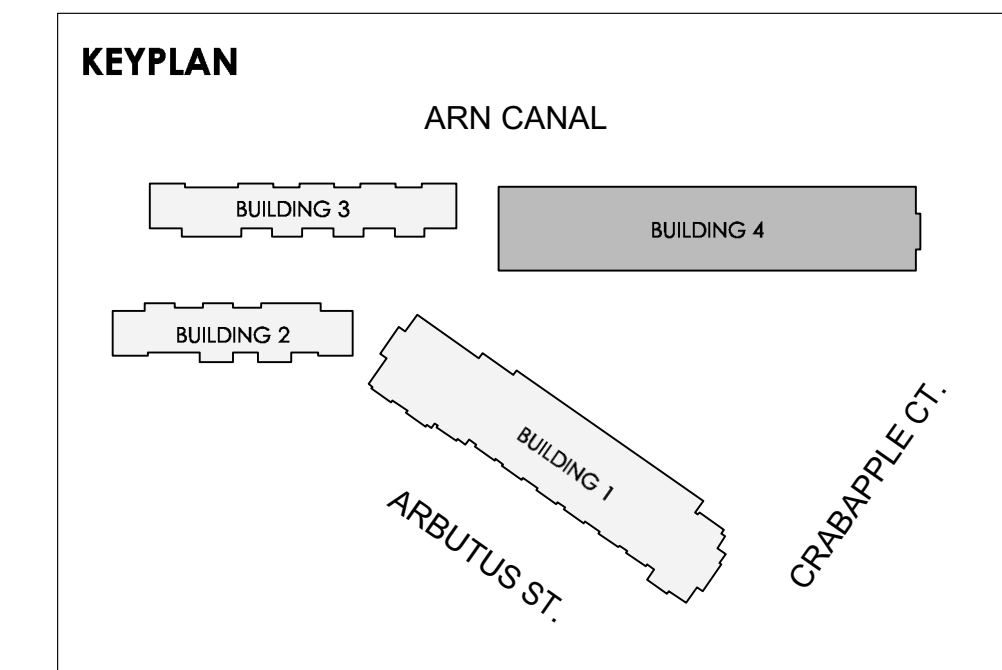 KEYPLAN
ARN CANAL
BUILDING 3
BUILDING 4
BUILDING 2
BUILDING 1
ARBUTUS ST.
CRABAPPLE CT.